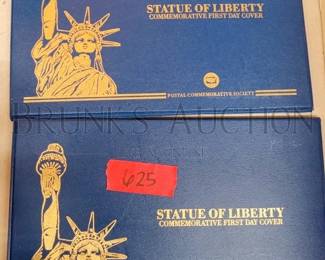 STATUE OF LIBERTY
COMMEMORATIVE FIRST DAY COVER
POSTAL COMMEMORATIVE SOCIETY
BRUNK'S AUCTION
625
STATUE OF LIBERTY
COMMEMORATIVE FIRST DAY COVER